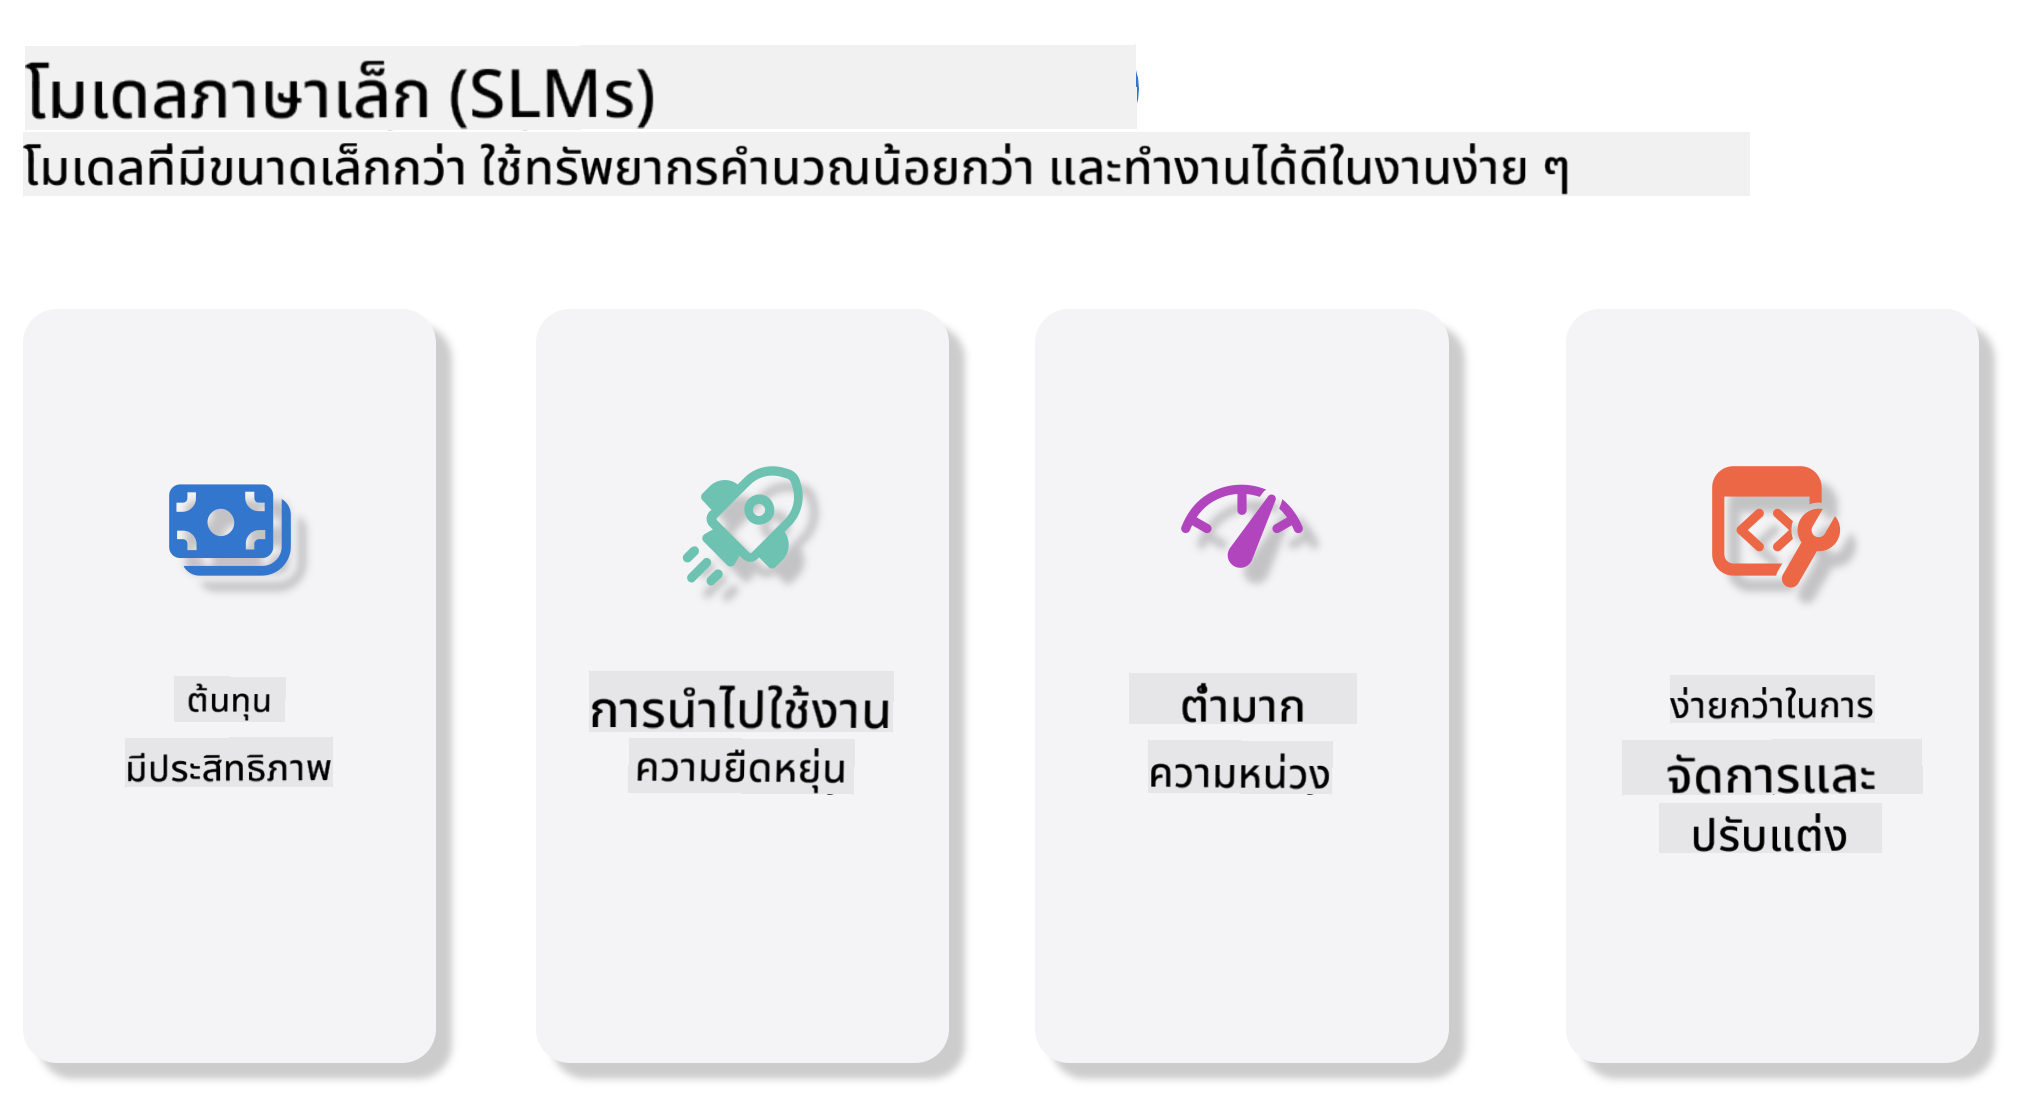 โมเดลภาษาเล็ก (SLMs)
โมเดลที่มีขนาดเล็กกว่า ใช้ทรัพยากรคำนวณน้อยกว่า และทำงานได้ดีในงานง่าย ๆ
ต้นทุน
มีประสิทธิภาพ
การนำไปใช้งาน
ความยืดหยุ่น
ต่ำมาก
ความหน่วง
ง่ายกว่าในการ
จัดการและ
ปรับแต่ง